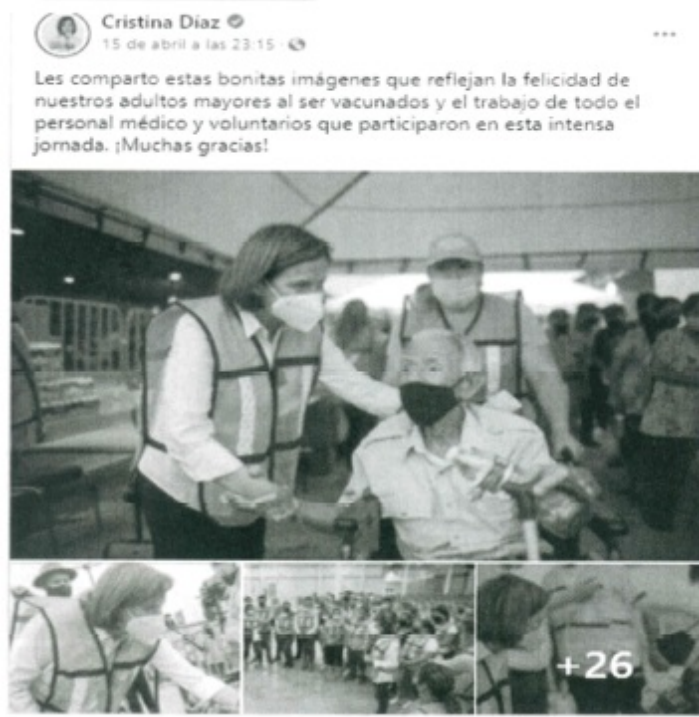 Cristina Díaz
15 de abril a las 23:15 ·
Les comparto estas bonitas imágenes que reflejan la felicidad de
nuestros adultos mayores al ser vacunados y el trabajo de todo el
personal médico y voluntarios que participaron en esta intensa
jornada. ¡Muchas gracias!
+26